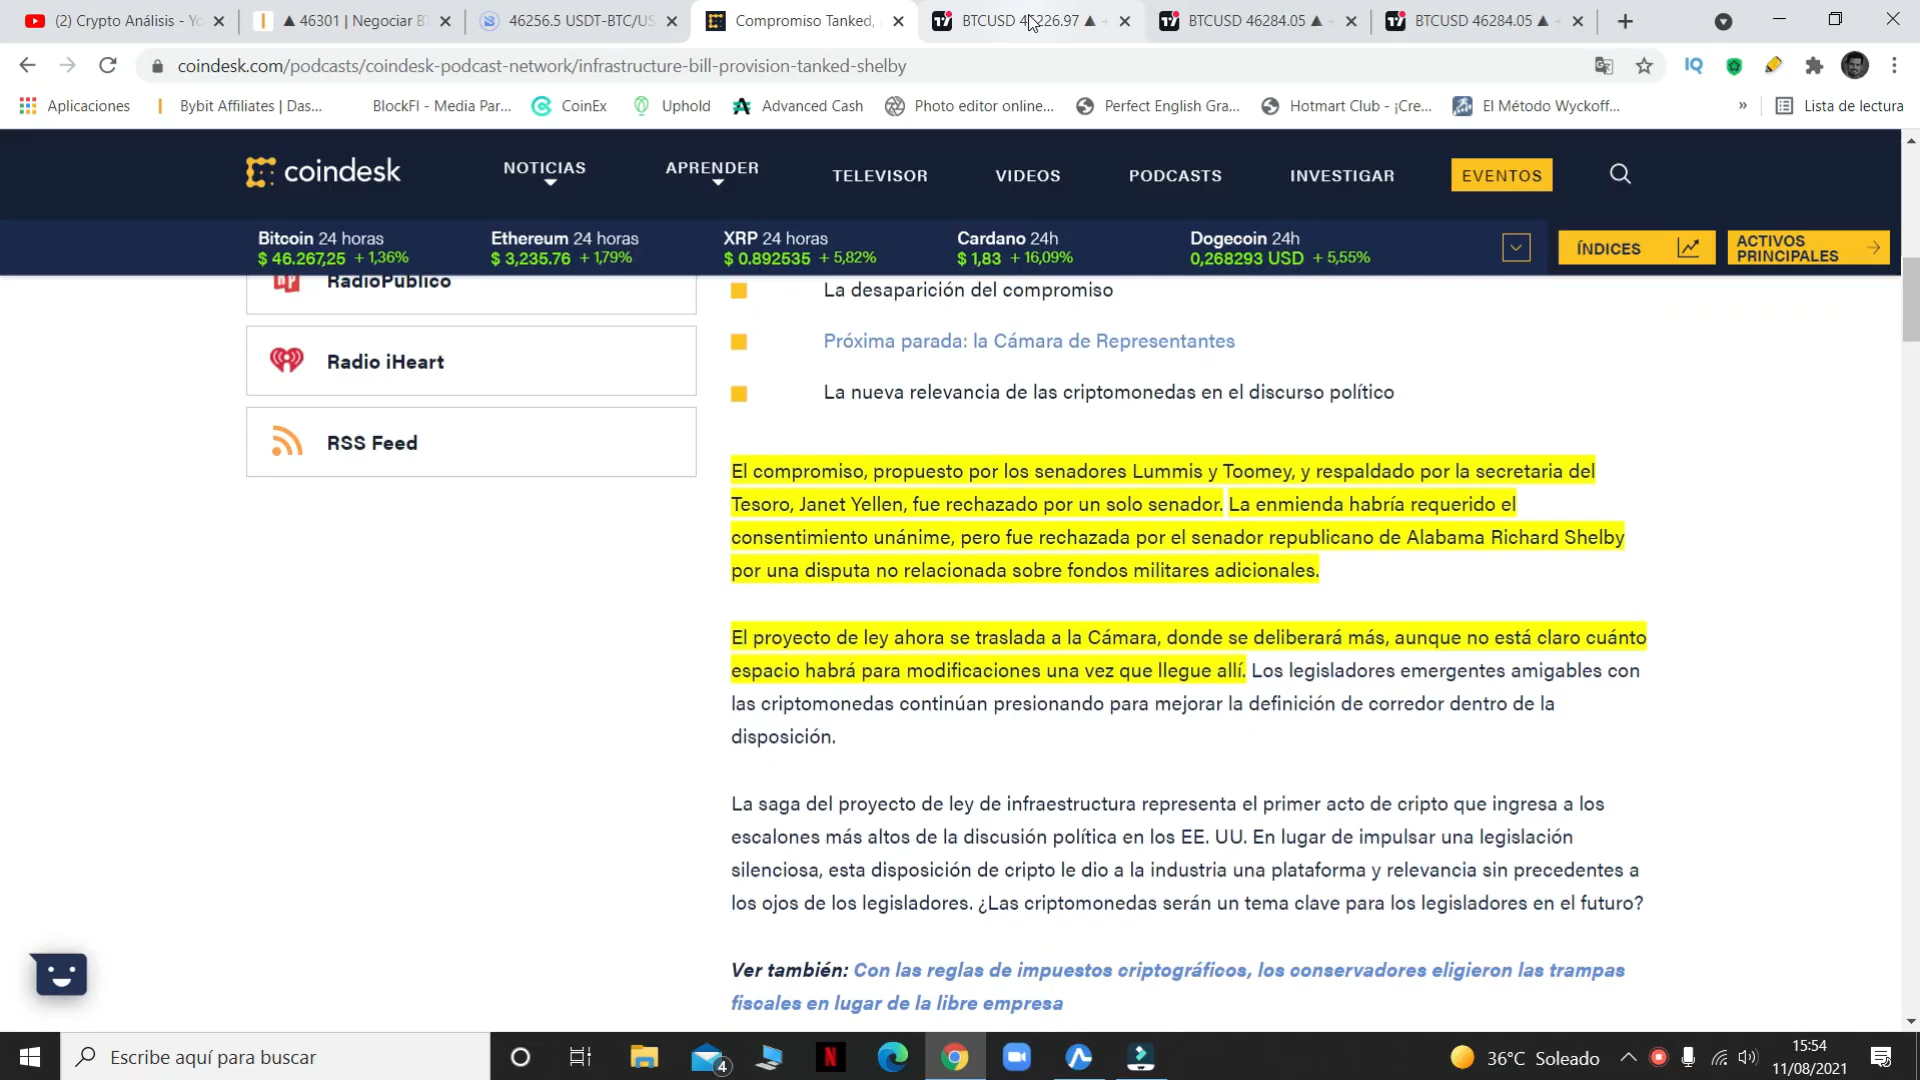 (2) Crypto Análisis - Yo
▲ 46301 | Negociar BT
46256.5 USDT-BTC/US
Compromiso Tanked,
BTCUSD 46226.97 ▲ +
BTCUSD 46284.05 ▲ +
BTCUSD 46284.05 ▲ +
coindesk.com/podcasts/coindesk-podcast-network/infrastructure-bill-provision-tanked-shelby
IQ
Aplicaciones
Bybit Affiliates | Das...
BlockFI - Media Par...
CoinEx
Uphold
Advanced Cash
Photo editor online...
Perfect English Gra...
Hotmart Club - ¡Cre...
El Método Wyckoff...
»
Lista de lectura
coindesk
NOTICIAS
APRENDER
TELEVISOR
VIDEOS
PODCASTS
INVESTIGAR
EVENTOS
Bitcoin 24 horas
$ 46.267,25 + 1,36%
Ethereum 24 horas
$ 3,235.76 + 1,79%
XRP 24 horas
$ 0.892535 + 5,82%
Cardano 24h
$ 1,83 + 16,09%
Dogecoin 24h
0,268293 USD + 5,55%
ÍNDICES
ACTIVOS
PRINCIPALES
RadioPúblico
Radio iHeart
RSS Feed
La desaparición del compromiso
Próxima parada: la Cámara de Representantes
La nueva relevancia de las criptomonedas en el discurso político
El compromiso, propuesto por los senadores Lummis y Toomey, y respaldado por la secretaria del
Tesoro, Janet Yellen, fue rechazado por un solo senador. La enmienda habría requerido el
consentimiento unánime, pero fue rechazada por el senador republicano de Alabama Richard Shelby
por una disputa no relacionada sobre fondos militares adicionales.
El proyecto de ley ahora se traslada a la Cámara, donde se deliberará más, aunque no está claro cuánto
espacio habrá para modificaciones una vez que llegue allí. Los legisladores emergentes amigables con
las criptomonedas continúan presionando para mejorar la definición de corredor dentro de la
disposición.
La saga del proyecto de ley de infraestructura representa el primer acto de cripto que ingresa a los
escalones más altos de la discusión política en los EE. UU. En lugar de impulsar una legislación
silenciosa, esta disposición de cripto le dio a la industria una plataforma y relevancia sin precedentes a
los ojos de los legisladores. ¿Las criptomonedas serán un tema clave para los legisladores en el futuro?
Ver también: Con las reglas de impuestos criptográficos, los conservadores eligieron las trampas
fiscales en lugar de la libre empresa
Escribe aquí para buscar
4
36°C Soleado
15:54
11/08/2021